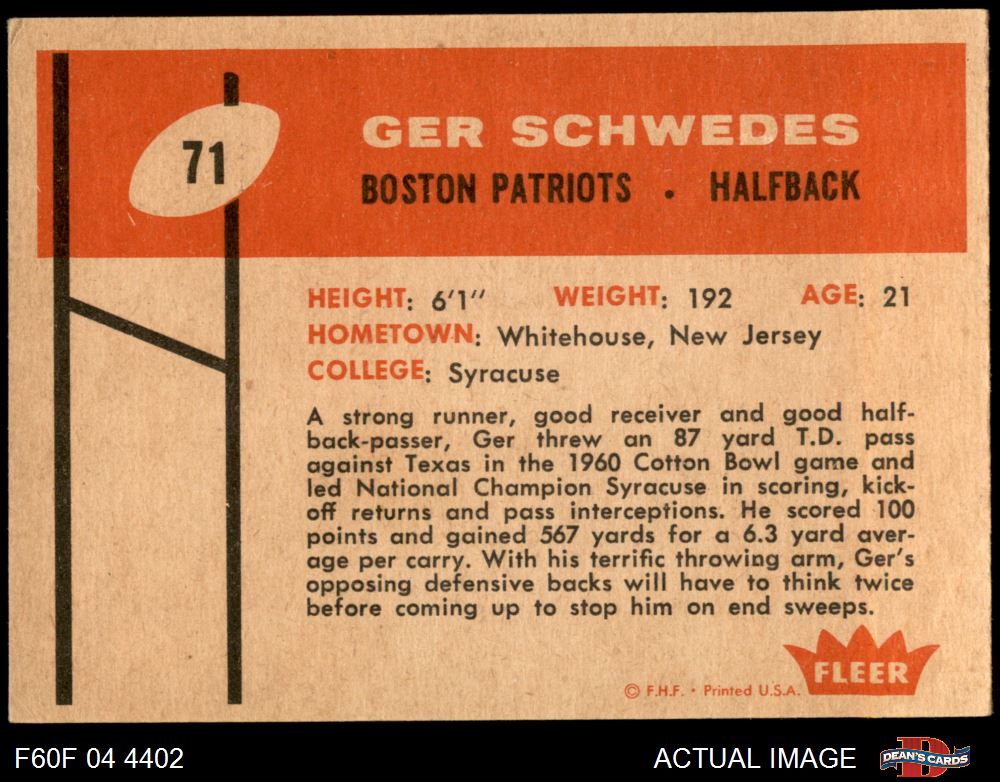 71
GER SCHWEDES
BOSTON PATRIOTS • HALFBACK
HEIGHT: 6'1" WEIGHT: 192 AGE: 21
HOMETOWN: Whitehouse, New Jersey
COLLEGE: Syracuse
A strong runner, good receiver and good half-
back-passer, Ger threw an 87 yard T.D. pass
against Texas in the 1960 Cotton Bowl game and
led National Champion Syracuse in scoring, kick-
off returns and pass interceptions. He scored 100
points and gained 567 yards for a 6.3 yard aver-
age per carry. With his terrific throwing arm, Ger's
opposing defensive backs will have to think twice
before coming up to stop him on end sweeps.
FLEER
© F.H.F. • Printed U.S.A.
F60F 04 4402 ACTUAL IMAGE DEAN'S CARDS